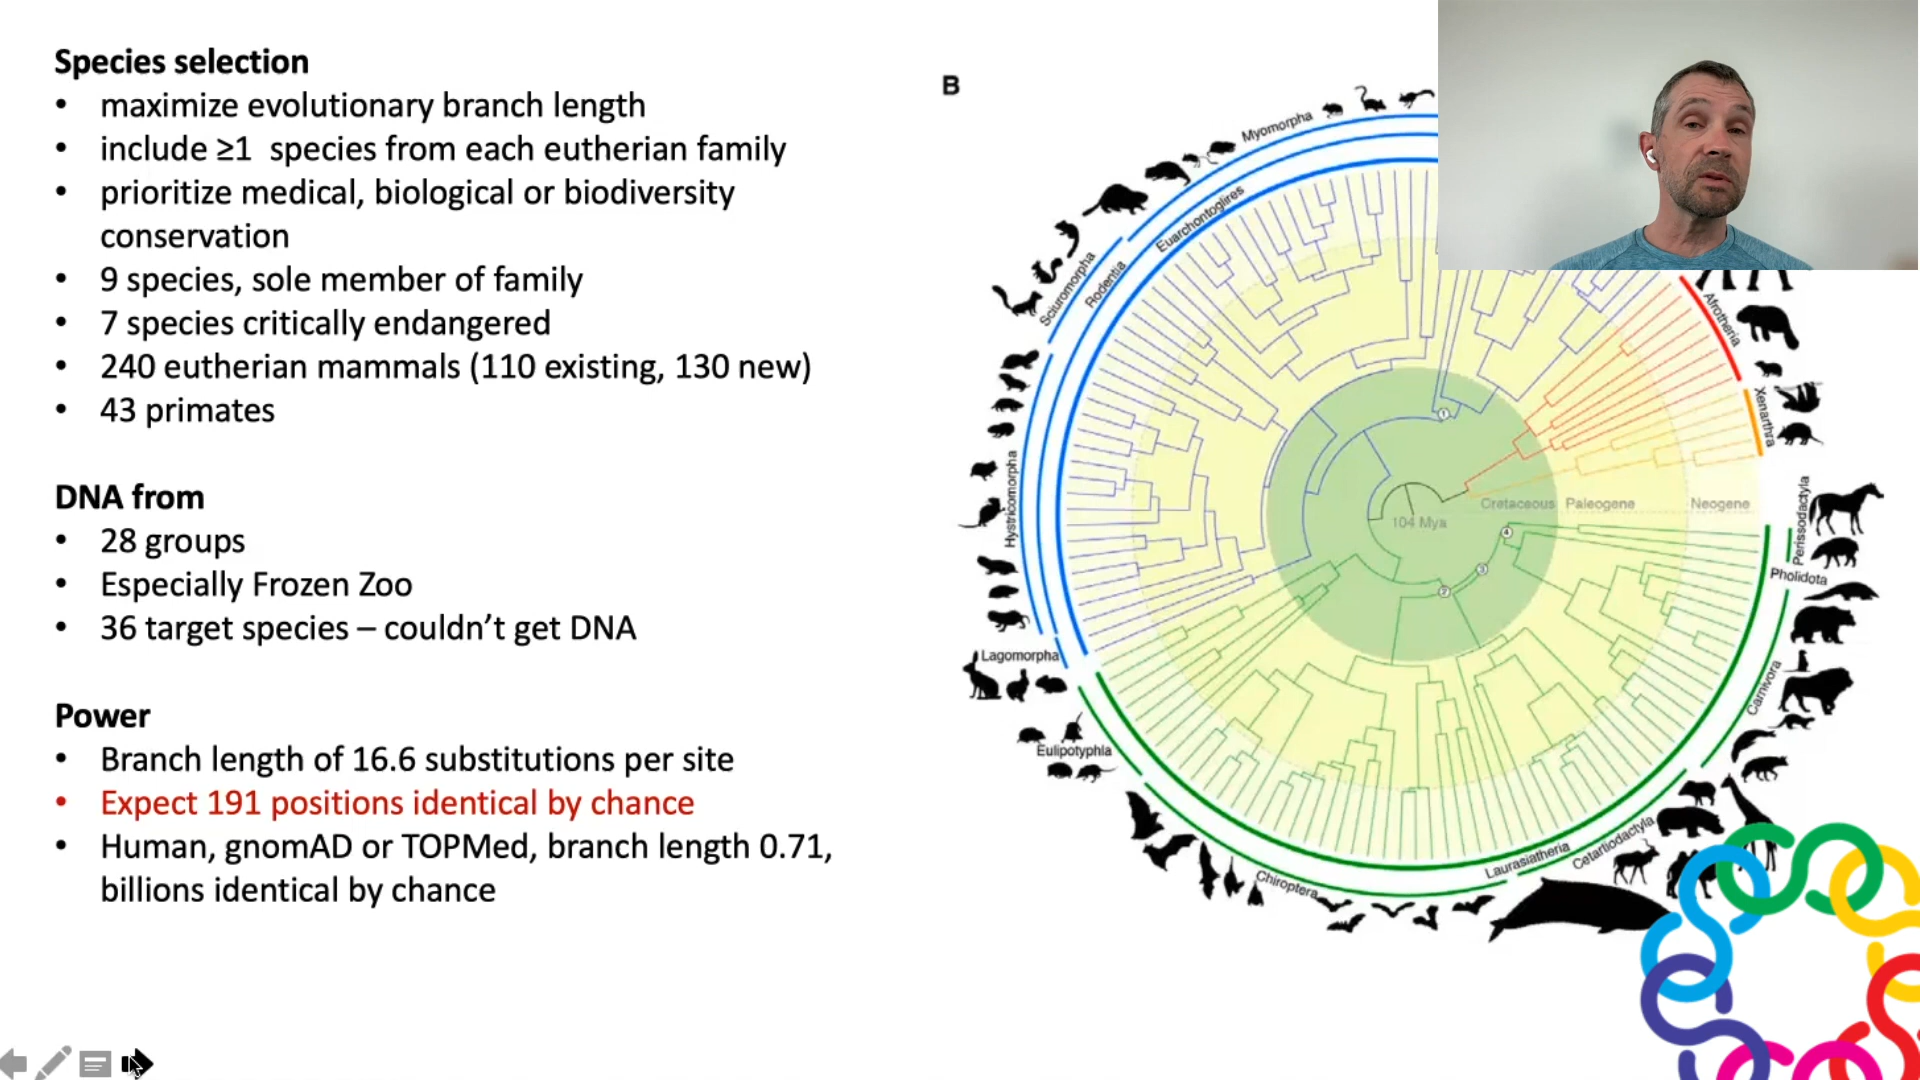 Species selection
• maximize evolutionary branch length
• include ≥1 species from each eutherian family
• prioritize medical, biological or biodiversity
conservation
• 9 species, sole member of family
• 7 species critically endangered
• 240 eutherian mammals (110 existing, 130 new)
• 43 primates
DNA from
• 28 groups
• Especially Frozen Zoo
• 36 target species – couldn’t get DNA
Power
• Branch length of 16.6 substitutions per site
• Expect 191 positions identical by chance
• Human, gnomAD or TOPMed, branch length 0.71,
billions identical by chance
B
Myomorpha
Euarchontoglires
Sciuromorpha
Rodentia
Hystricomorpha
Lagomorpha
Eulipotyphla
Chiroptera
Laurasiatheria
Cetartiodactyla
Carnivora
Pholidota
Perissodactyla
Xenarthra
Afrotheria
104 Mya
Cretaceous
Paleogene
Neogene
1
2
3
4